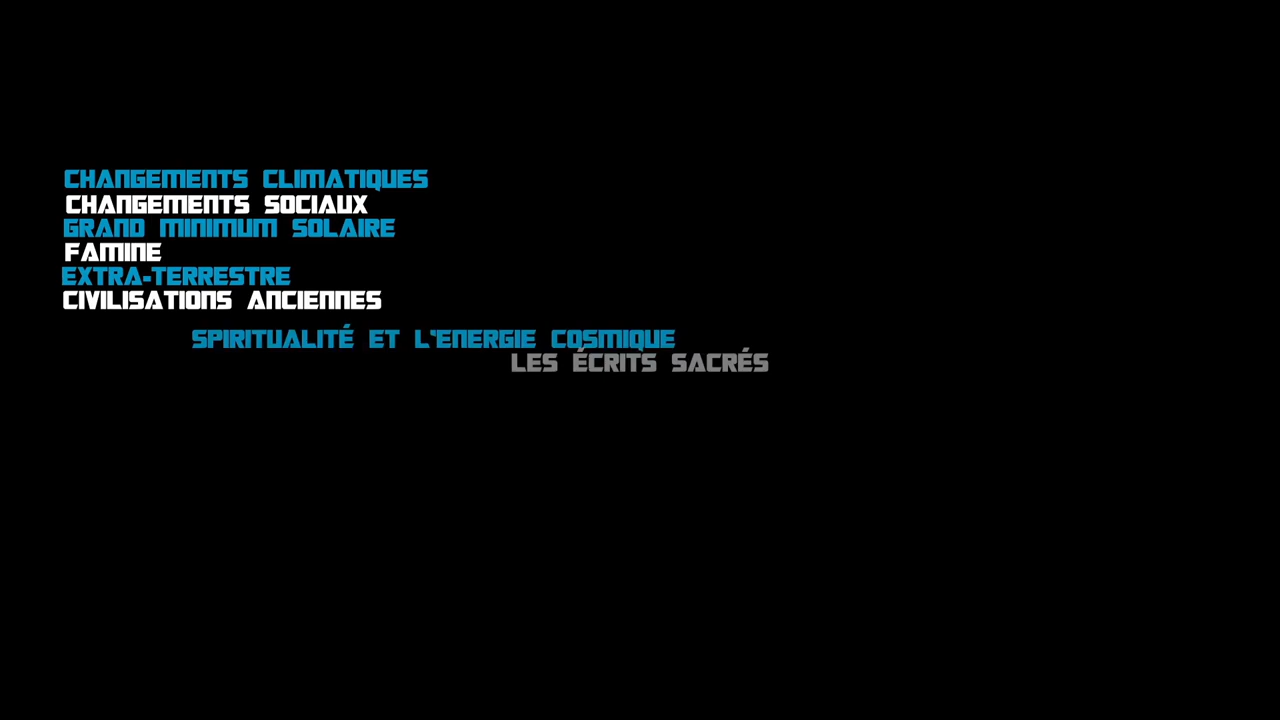 CHANGEMENTS CLIMATIQUES
CHANGEMENTS SOCIAUX
GRAND MINIMUM SOLAIRE
FAMINE
EXTRA-TERRESTRE
CIVILISATIONS ANCIENNES
SPIRITUALITÉ ET L'ENERGIE COSMIQUE
LES ÉCRITS SACRÉS